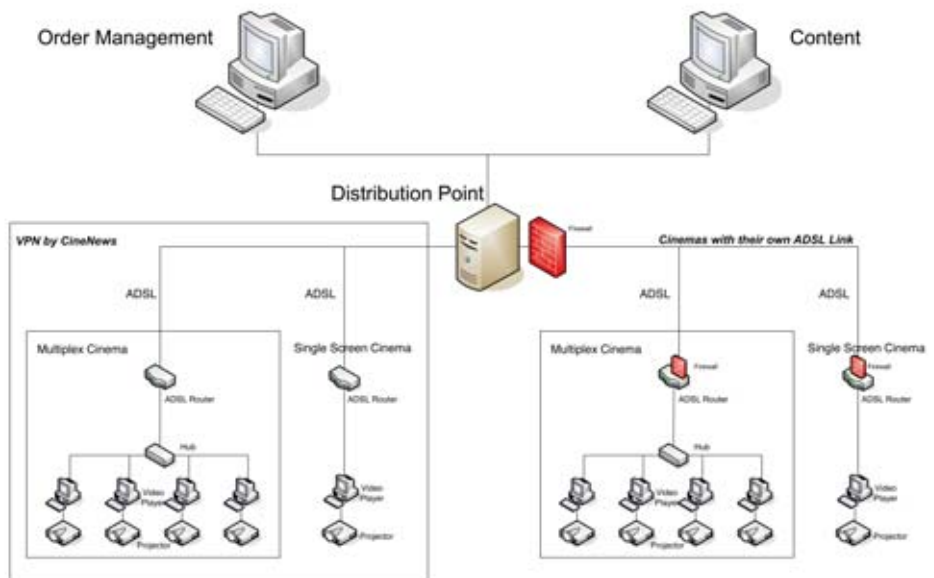 Order Management
Content
Distribution Point
Firewall
VPN by CineNews
Cinemas with their own ADSL Link
ADSL
ADSL
ADSL
ADSL
Multiplex Cinema
Single Screen Cinema
Multiplex Cinema
Single Screen Cinema
Firewall
Firewall
ADSL Router
ADSL Router
ADSL Router
ADSL Router
Hub
Hub
Video
Player
Video
Player
Video
Player
Video
Player
Projector
Projector
Projector
Projector